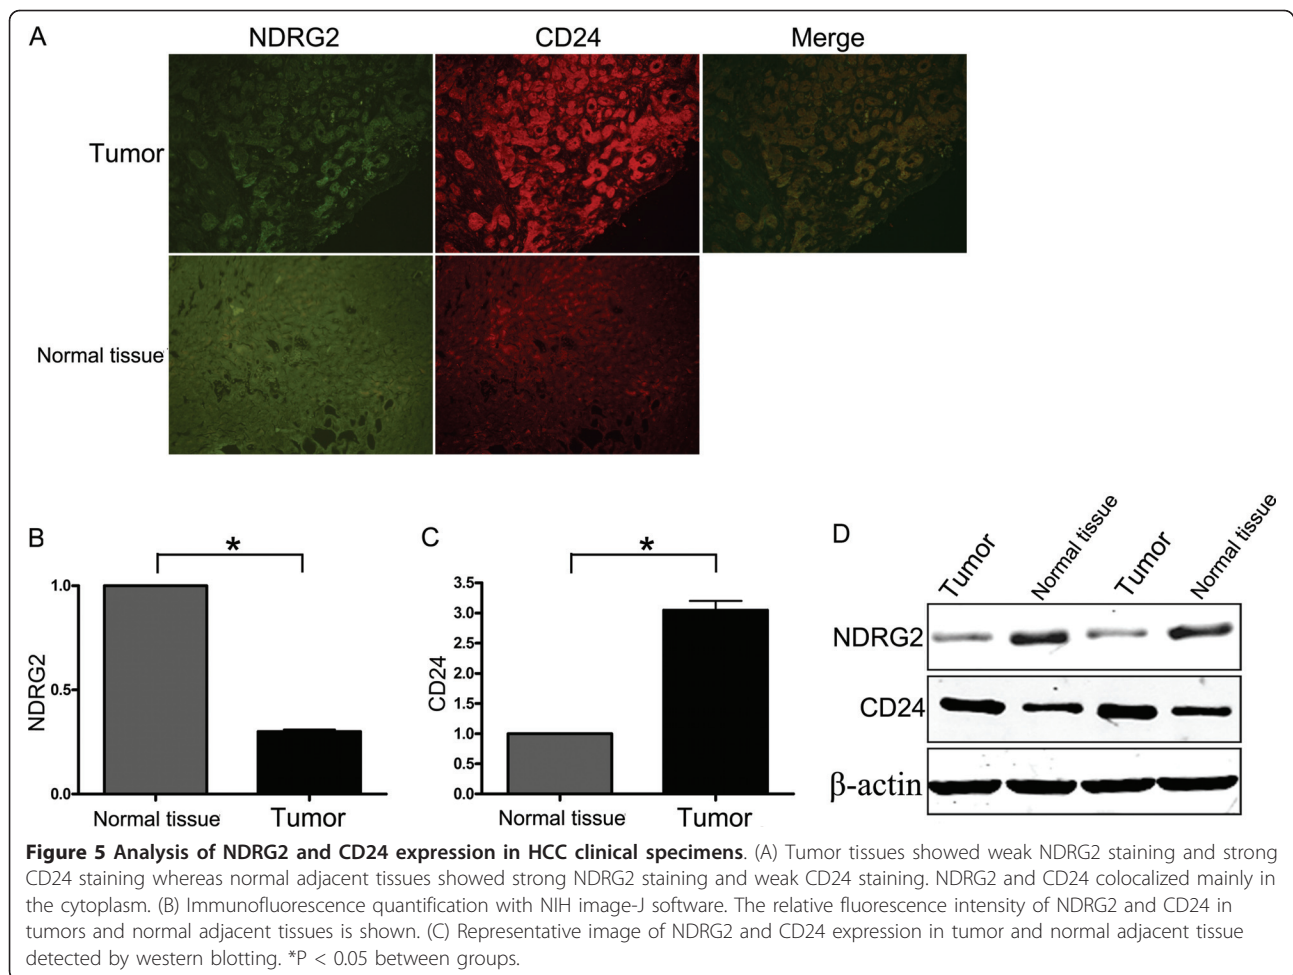 A
NDRG2 CD24 Merge
Tumor
Normal tissue
B
*
NDRG2
1.0
0.5
0.0
Normal tissue Tumor
C
*
CD24
3.5
3.0
2.5
2.0
1.5
1.0
0.5
0.0
Normal tissue Tumor
D
Tumor Normal tissue Tumor Normal tissue
NDRG2
CD24
β-actin
Figure 5 Analysis of NDRG2 and CD24 expression in HCC clinical specimens. (A) Tumor tissues showed weak NDRG2 staining and strong
CD24 staining whereas normal adjacent tissues showed strong NDRG2 staining and weak CD24 staining. NDRG2 and CD24 colocalized mainly in
the cytoplasm. (B) Immunofluorescence quantification with NIH image-J software. The relative fluorescence intensity of NDRG2 and CD24 in
tumors and normal adjacent tissues is shown. (C) Representative image of NDRG2 and CD24 expression in tumor and normal adjacent tissue
detected by western blotting. *P < 0.05 between groups.